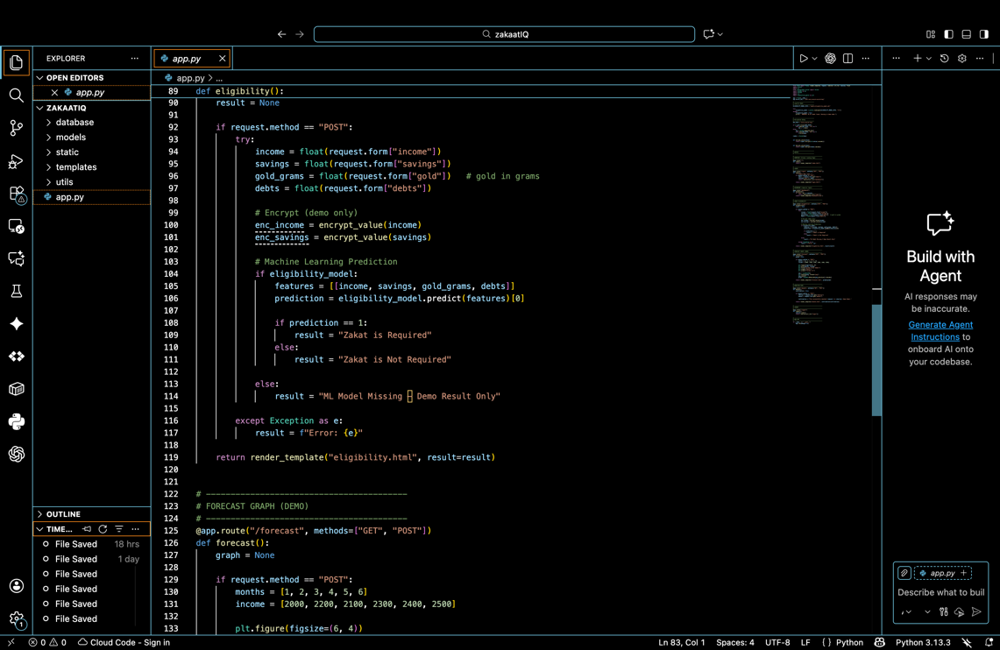 zakaatIQ
EXPLORER
OPEN EDITORS
app.py
ZAKAATIQ
database
models
static
templates
utils
app.py
OUTLINE
TIME...
File Saved 18 hrs
File Saved 1 day
File Saved
File Saved
File Saved
File Saved
app.py
app.py > ...
89 def eligibility():
90 result = None
91
92 if request.method == "POST":
93 try:
94 income = float(request.form["income"])
95 savings = float(request.form["savings"])
96 gold_grams = float(request.form["gold"]) # gold in grams
97 debts = float(request.form["debts"])
98
99 # Encrypt (demo only)
100 enc_income = encrypt_value(income)
101 enc_savings = encrypt_value(savings)
102
103 # Machine Learning Prediction
104 if eligibility_model:
105 features = [[income, savings, gold_grams, debts]]
106 prediction = eligibility_model.predict(features)[0]
107
108 if prediction == 1:
109 result = "Zakat is Required"
110 else:
111 result = "Zakat is Not Required"
112
113 else:
114 result = "ML Model Missing – Demo Result Only"
115
116 except Exception as e:
117 result = f"Error: {e}"
118
119 return render_template("eligibility.html", result=result)
120
121
122 # -----------------------------------------
123 # FORECAST GRAPH (DEMO)
124 # -----------------------------------------
125 @app.route("/forecast", methods=["GET", "POST"])
126 def forecast():
127 graph = None
128
129 if request.method == "POST":
130 months = [1, 2, 3, 4, 5, 6]
131 income = [2000, 2200, 2100, 2300, 2400, 2500]
132
133 plt.figure(figsize=(6, 4))
Build with
Agent
AI responses may
be inaccurate.
Generate Agent
Instructions to
onboard AI onto
your codebase.
app.py +
Describe what to buil
1
0 0 Cloud Code - Sign in
Ln 83, Col 1 Spaces: 4 UTF-8 LF { } Python Python 3.13.3